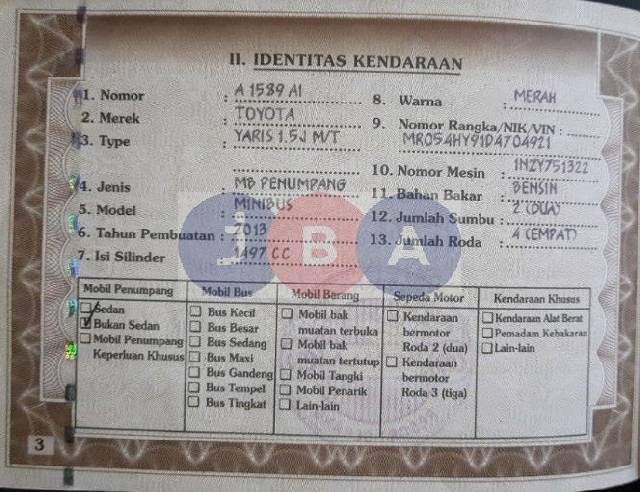 II. IDENTITAS KENDARAAN
1. Nomor : A 1589 AI
2. Merek : TOYOTA
3. Type : YARIS 1.5J M/T
4. Jenis : MB PENUMPANG
5. Model : MINIBUS
6. Tahun Pembuatan : 2013
7. Isi Silinder : 1497 CC
8. Warna : MERAH
9. Nomor Rangka/NIK/VIN :
MR054HY91D4704921
10. Nomor Mesin : 1NZY751322
11. Bahan Bakar : BENSIN
12. Jumlah Sumbu : 2 (DUA)
13. Jumlah Roda : 4 (EMPAT)
IBA
Mobil Penumpang
Sedan
Bukan Sedan
Mobil Penumpang
Keperluan Khusus
Mobil Bus
Bus Kecil
Bus Besar
Bus Sedang
Bus Maxi
Bus Gandeng
Bus Tempel
Bus Tingkat
Mobil Barang
Mobil bak
muatan terbuka
Mobil bak
muatan tertutup
Mobil Tangki
Mobil Penarik
Lain-lain
Sepeda Motor
Kendaraan
bermotor
Roda 2 (dua)
Kendaraan
bermotor
Roda 3 (tiga)
Kendaraan Khusus
Kendaraan Alat Berat
Pemadam Kebakaran
Lain-lain
3